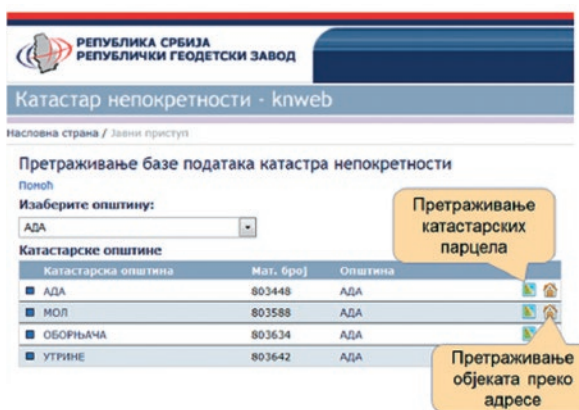 РЕПУБЛИКА СРБИЈА
РЕПУБЛИЧКИ ГЕОДЕТСКИ ЗАВОД
Катастар непокретности - knweb
Насловна страна / Јавни приступ
Претраживање базе података катастра непокретности
Помоћ
Изаберите општину:
АДА
Катастарске општине
Катастарска општина Мат. број Општина
АДА 803448 АДА
МОЛ 803588 АДА
ОБОРЊАЧА 803634 АДА
УТРИНЕ 803642 АДА
Претраживање
катастарских
парцела
Претраживање
објеката преко
адресе